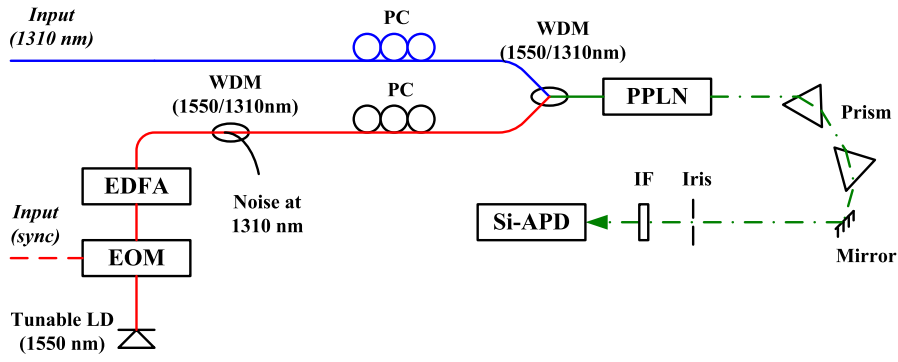 Input
(1310 nm)
PC
WDM
(1550/1310nm)
WDM
(1550/1310nm)
PC
PPLN
Prism
EDFA
Noise at
1310 nm
Input
(sync)
EOM
Si-APD
IF
Iris
Mirror
Tunable LD
(1550 nm)